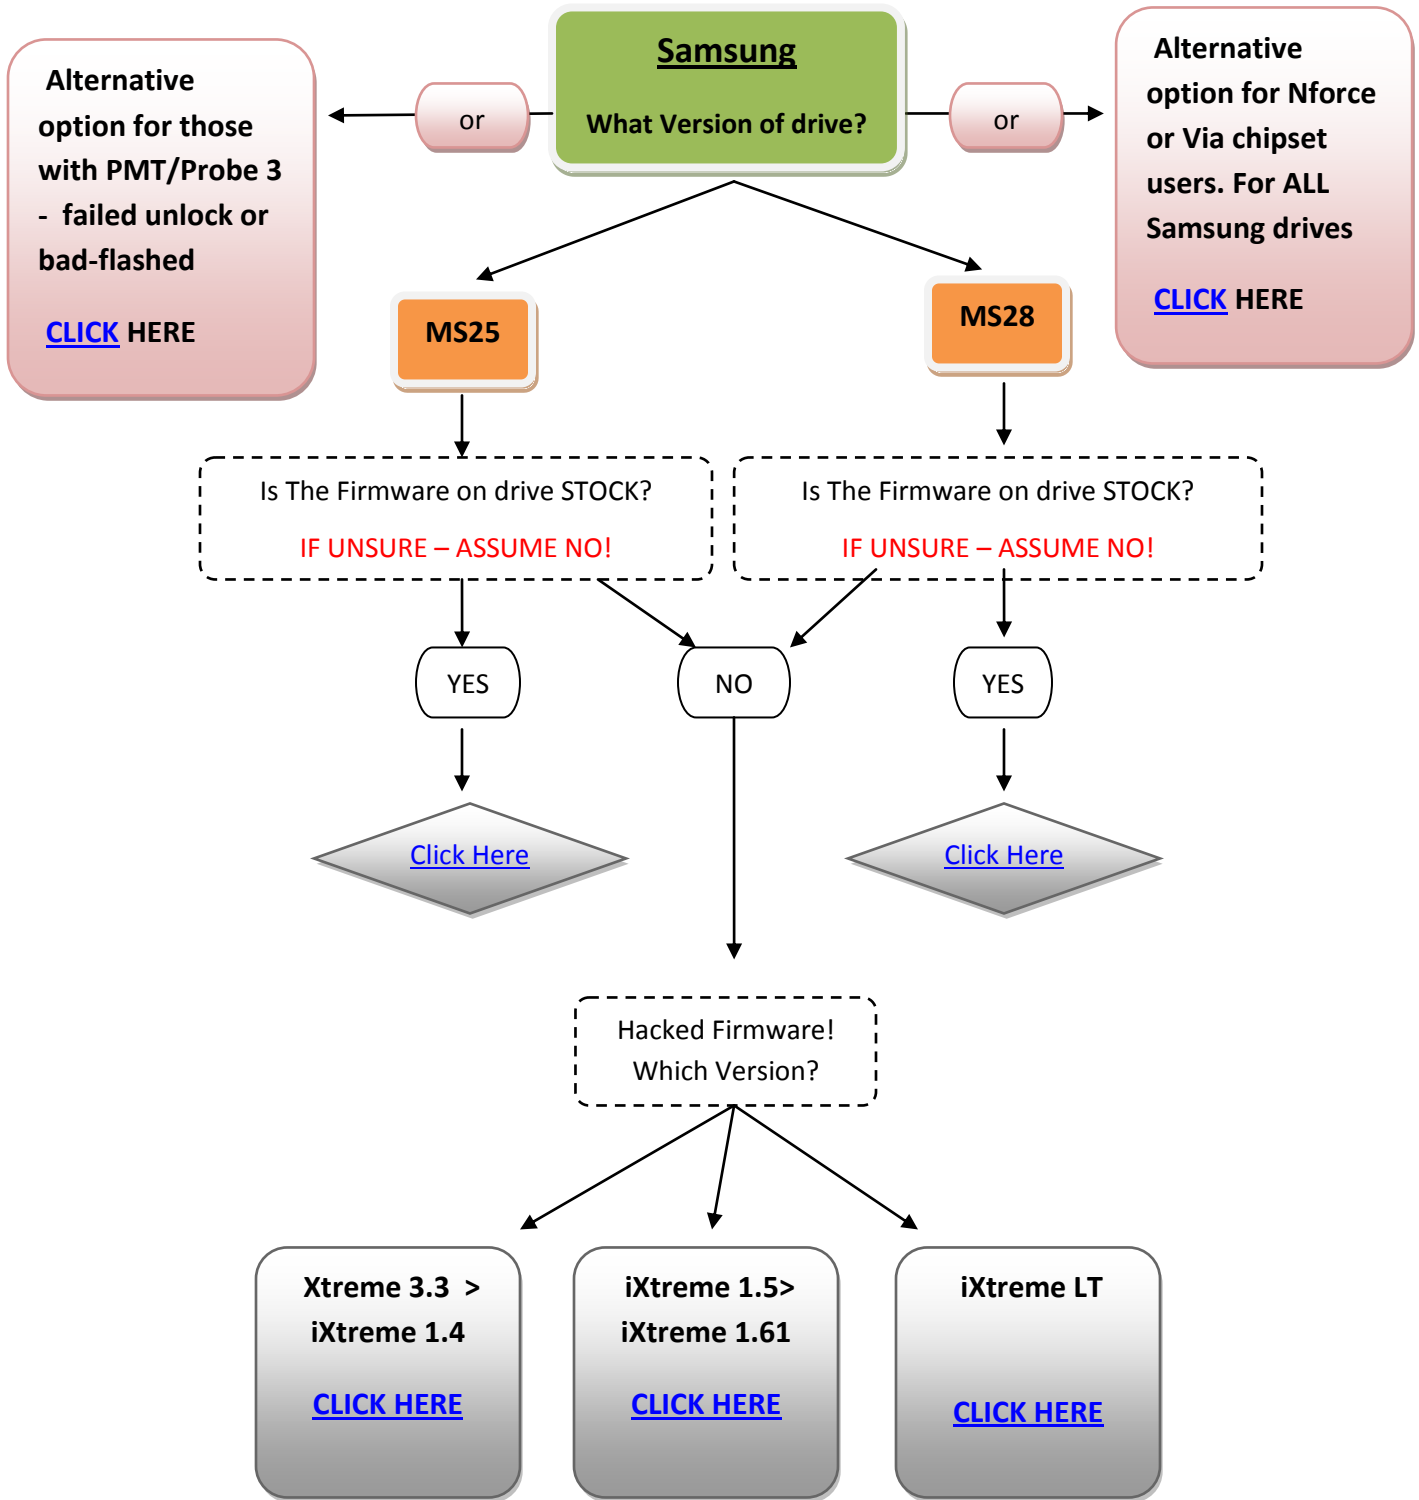 Samsung
What Version of drive?
or
or
Alternative
option for those
with PMT/Probe 3
- failed unlock or
bad-flashed
CLICK HERE
Alternative
option for Nforce
or Via chipset
users. For ALL
Samsung drives
CLICK HERE
MS25
MS28
Is The Firmware on drive STOCK?
IF UNSURE – ASSUME NO!
Is The Firmware on drive STOCK?
IF UNSURE – ASSUME NO!
YES
NO
YES
Click Here
Click Here
Hacked Firmware!
Which Version?
Xtreme 3.3 >
iXtreme 1.4
CLICK HERE
iXtreme 1.5>
iXtreme 1.61
CLICK HERE
iXtreme LT
CLICK HERE